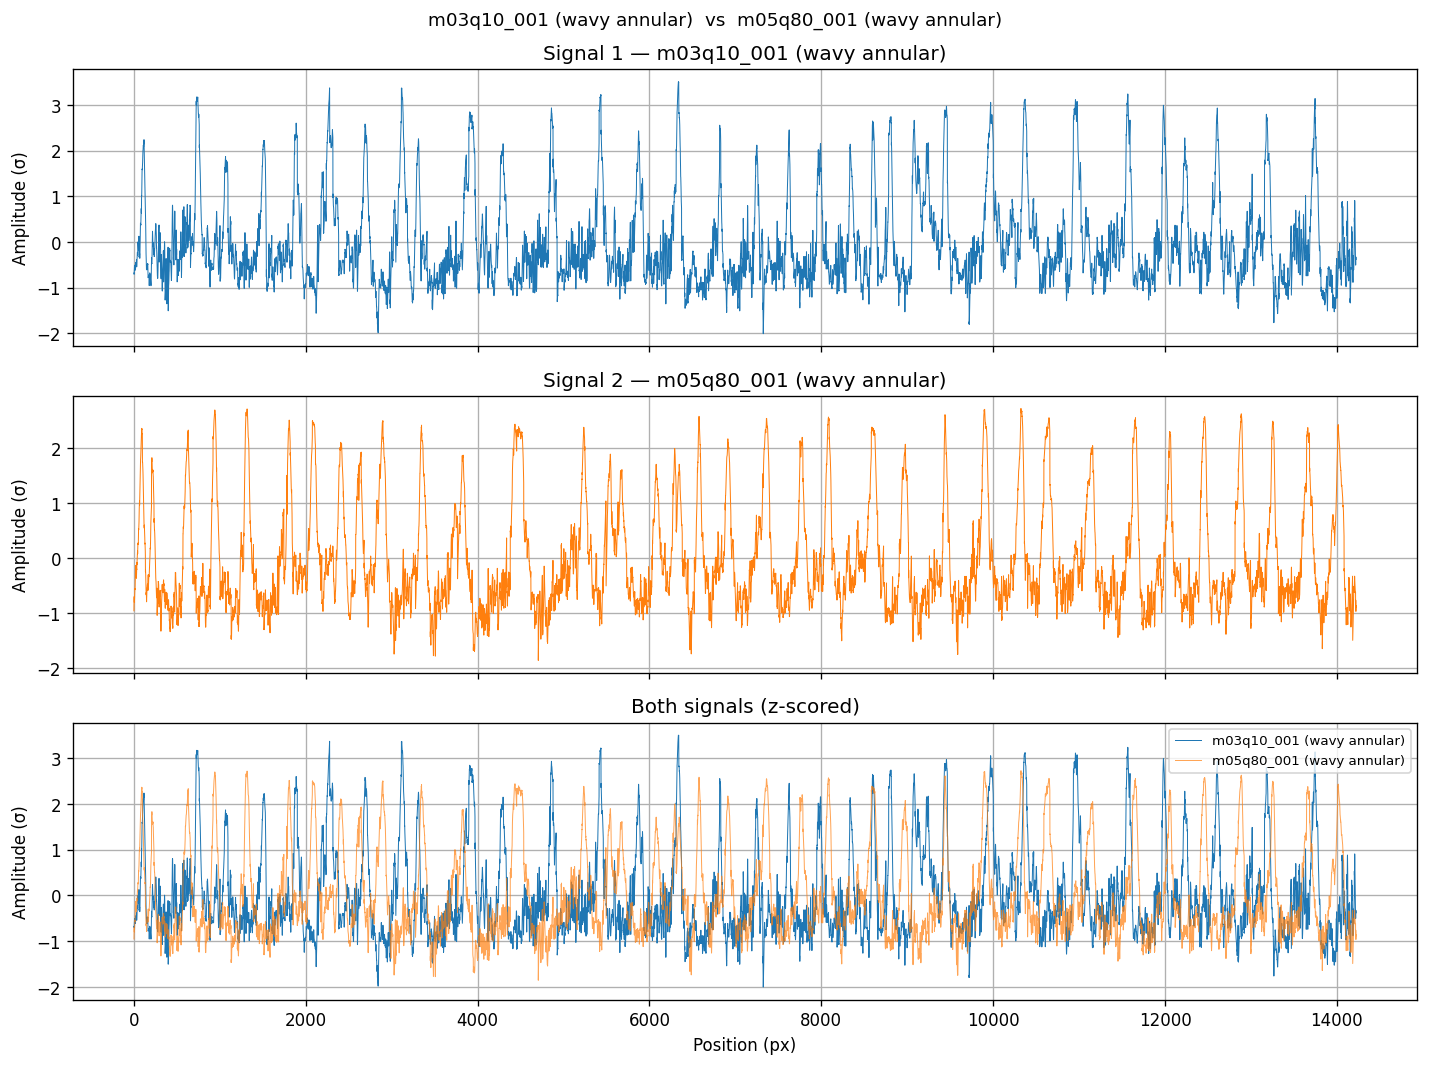 m03q10_001 (wavy annular)  vs  m05q80_001 (wavy annular)
Signal 1 — m03q10_001 (wavy annular)
Amplitude (σ)
3
2
1
0
−1
−2
Signal 2 — m05q80_001 (wavy annular)
Amplitude (σ)
2
1
0
−1
−2
Both signals (z-scored)
m03q10_001 (wavy annular)
m05q80_001 (wavy annular)
Amplitude (σ)
3
2
1
0
−1
−2
0 2000 4000 6000 8000 10000 12000 14000
Position (px)